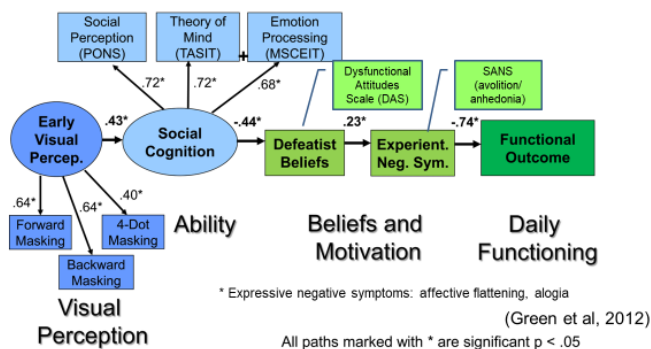 Social
Perception
(PONS)
Theory of
Mind
(TASIT)
+
Emotion
Processing
(MSCEIT)
.72*
.72*
.68*
Dysfunctional
Attitudes
Scale (DAS)
SANS
(avolition/
anhedonia)
Early
Visual
Percep.
.43*
Social
Cognition
-.44*
Defeatist
Beliefs
.23*
Experient.
Neg. Sym.
-.74*
Functional
Outcome
.64*
.64*
.40*
Forward
Masking
Backward
Masking
4-Dot
Masking
Ability
Beliefs and
Motivation
Daily
Functioning
Visual
Perception
* Expressive negative symptoms: affective flattening, alogia
(Green et al, 2012)
All paths marked with * are significant p < .05